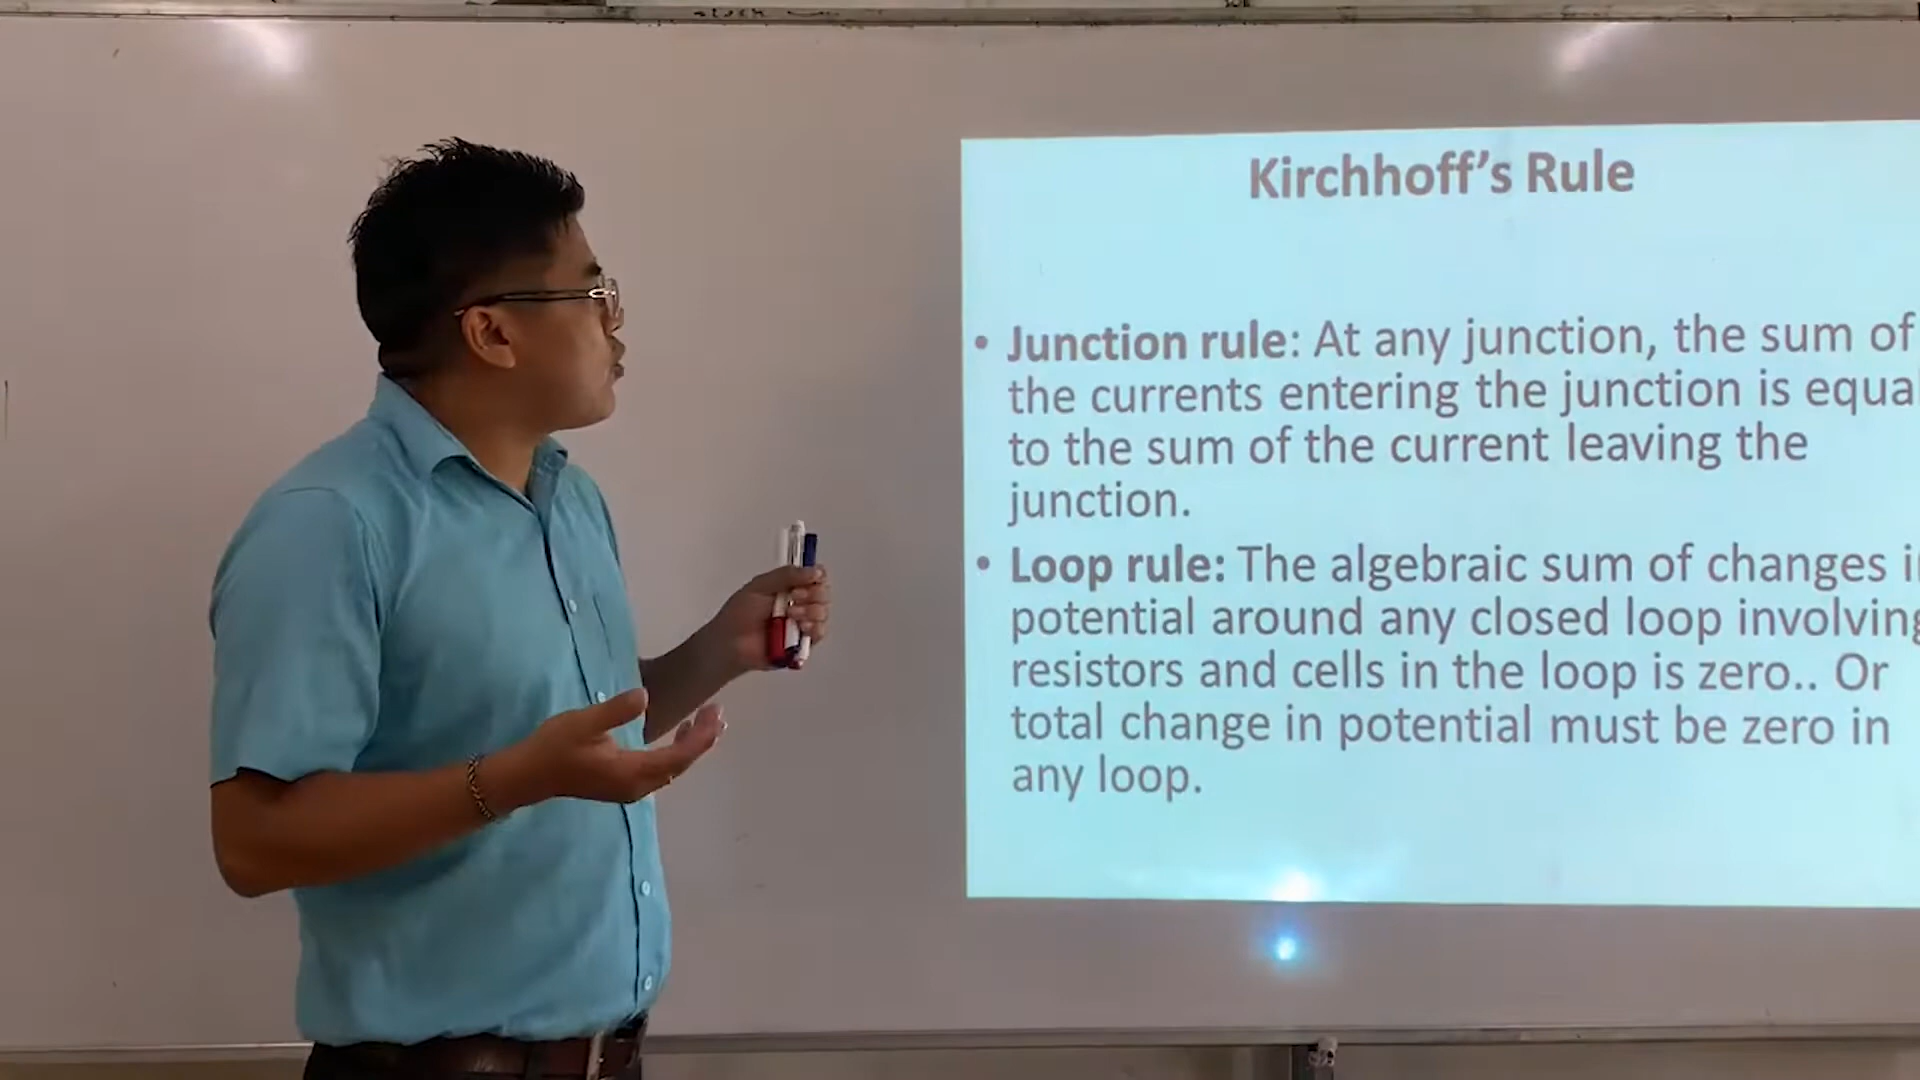 Kirchhoff's Rule
• Junction rule: At any junction, the sum of
the currents entering the junction is equa
to the sum of the current leaving the
junction.
• Loop rule: The algebraic sum of changes i
potential around any closed loop involving
resistors and cells in the loop is zero.. Or
total change in potential must be zero in
any loop.